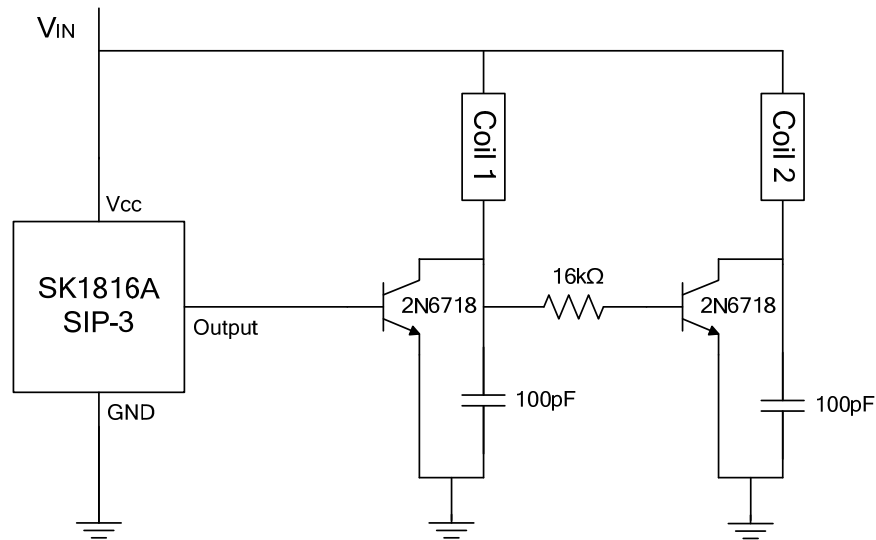 VIN
Coil 1
Coil 2
Vcc
SK1816A
SIP-3
Output
GND
2N6718
16kΩ
2N6718
100pF
100pF